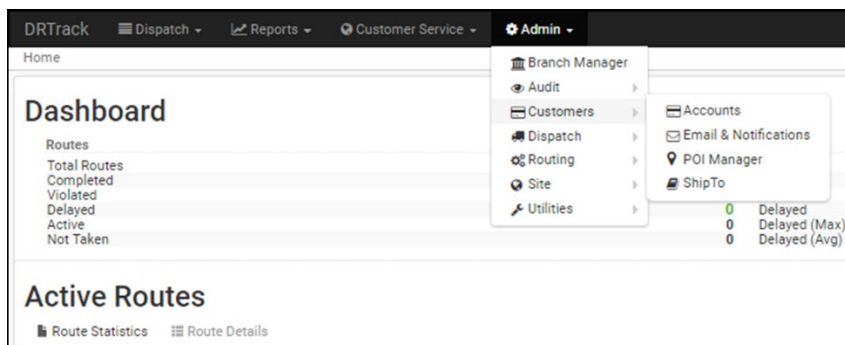 DRTrack Dispatch Reports Customer Service Admin
Home
Branch Manager
Audit
Customers
Dispatch
Routing
Site
Utilities
Accounts
Email & Notifications
POI Manager
ShipTo
Dashboard
Routes
Total Routes
Completed
Violated
Delayed 0 Delayed
Active 0 Delayed (Max)
Not Taken 0 Delayed (Avg)
Active Routes
Route Statistics Route Details